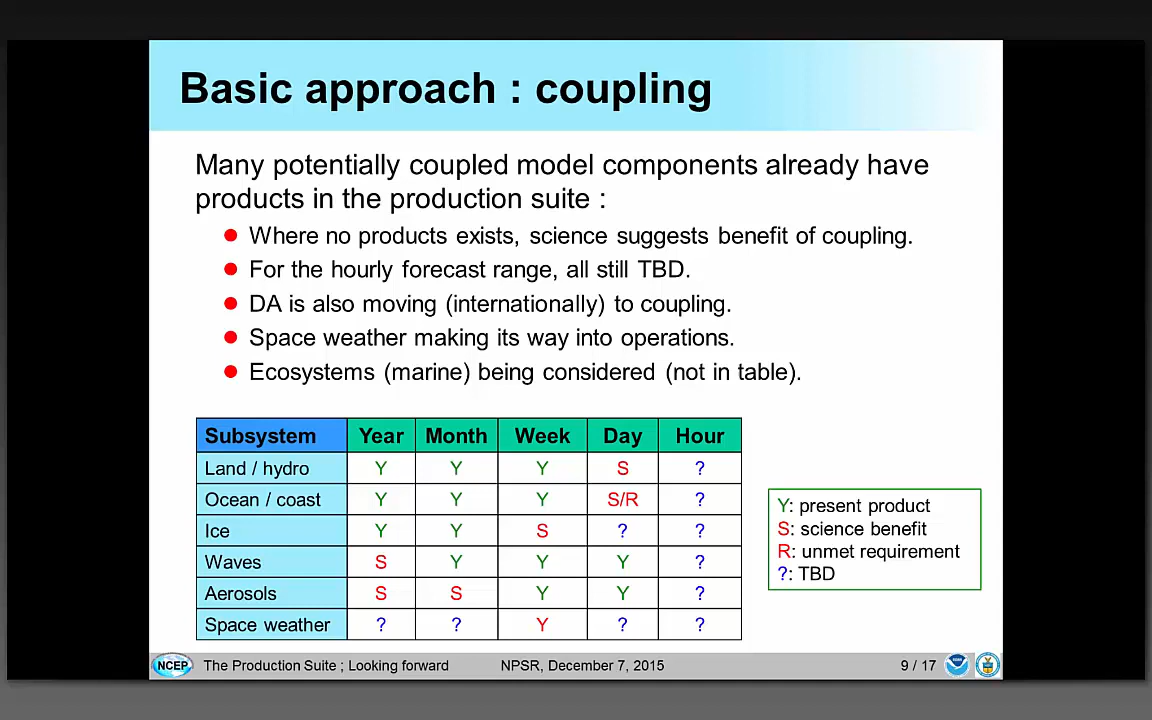 Basic approach : coupling
Many potentially coupled model components already have
products in the production suite :
Where no products exists, science suggests benefit of coupling.
For the hourly forecast range, all still TBD.
DA is also moving (internationally) to coupling.
Space weather making its way into operations.
Ecosystems (marine) being considered (not in table).
Subsystem Year Month Week Day Hour
Land / hydro Y Y Y S ?
Ocean / coast Y Y Y S/R ?
Ice Y Y S ? ?
Waves S Y Y Y ?
Aerosols S S Y Y ?
Space weather ? ? Y ? ?
Y: present product
S: science benefit
R: unmet requirement
?: TBD
NCEP The Production Suite ; Looking forward NPSR, December 7, 2015 9 / 17